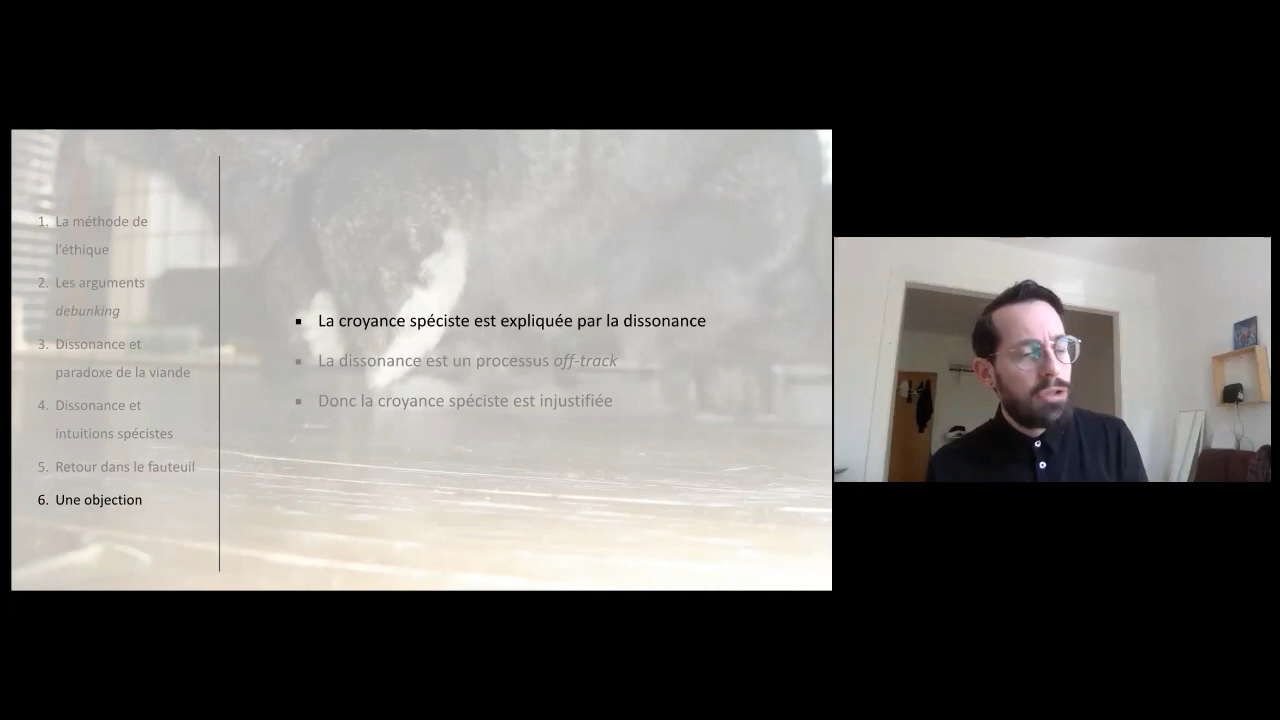 1. La méthode de
l'éthique
2. Les arguments
debunking
3. Dissonance et
paradoxe de la viande
4. Dissonance et
intuitions spécistes
5. Retour dans le fauteuil
6. Une objection
▪ La croyance spéciste est expliquée par la dissonance
▪ La dissonance est un processus off-track
▪ Donc la croyance spéciste est injustifiée